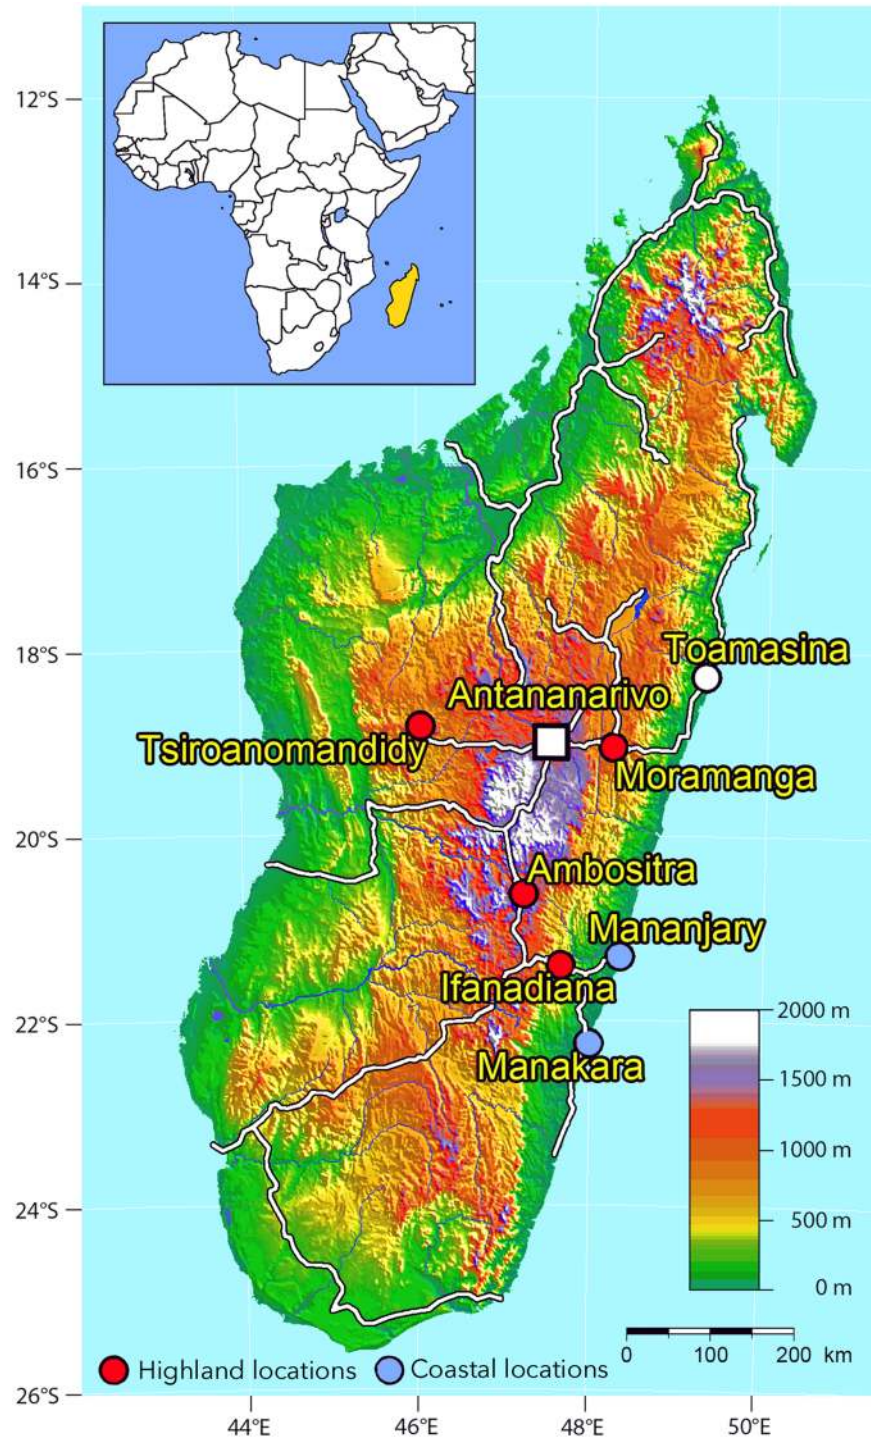 12°S
14°S
16°S
18°S
20°S
22°S
24°S
26°S
Toamasina
Antananarivo
Tsiroanomandidy
Moramanga
Ambositra
Mananjary
Ifanadiana
Manakara
2000 m
1500 m
1000 m
500 m
0 m
0 100 200 km
Highland locations Coastal locations
44°E 46°E 48°E 50°E